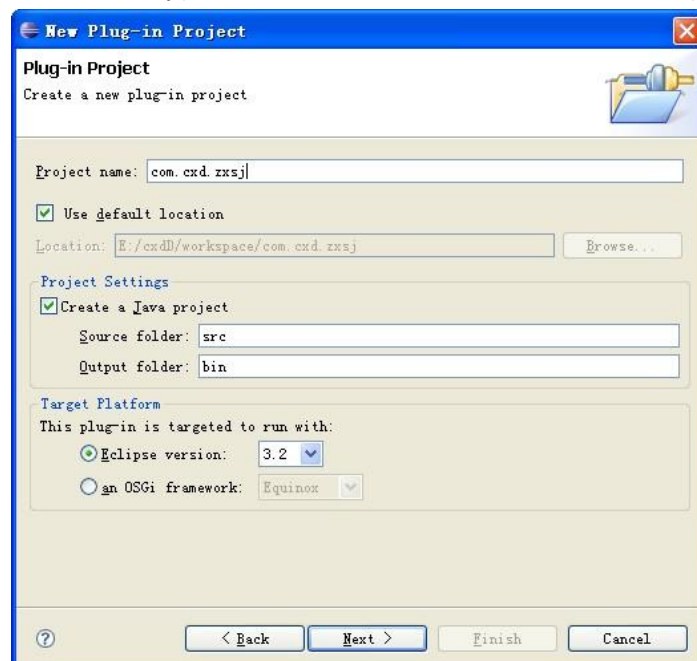 New Plug-in Project
Plug-in Project
Create a new plug-in project
Project name: com.cxd.zxsj
Use default location
Location: E:/cxdD/workspace/com.cxd.zxsj Browse...
Project Settings
Create a Java project
Source folder: src
Output folder: bin
Target Platform
This plug-in is targeted to run with:
Eclipse version: 3.2
an OSGi framework: Equinox
< Back Next > Finish Cancel